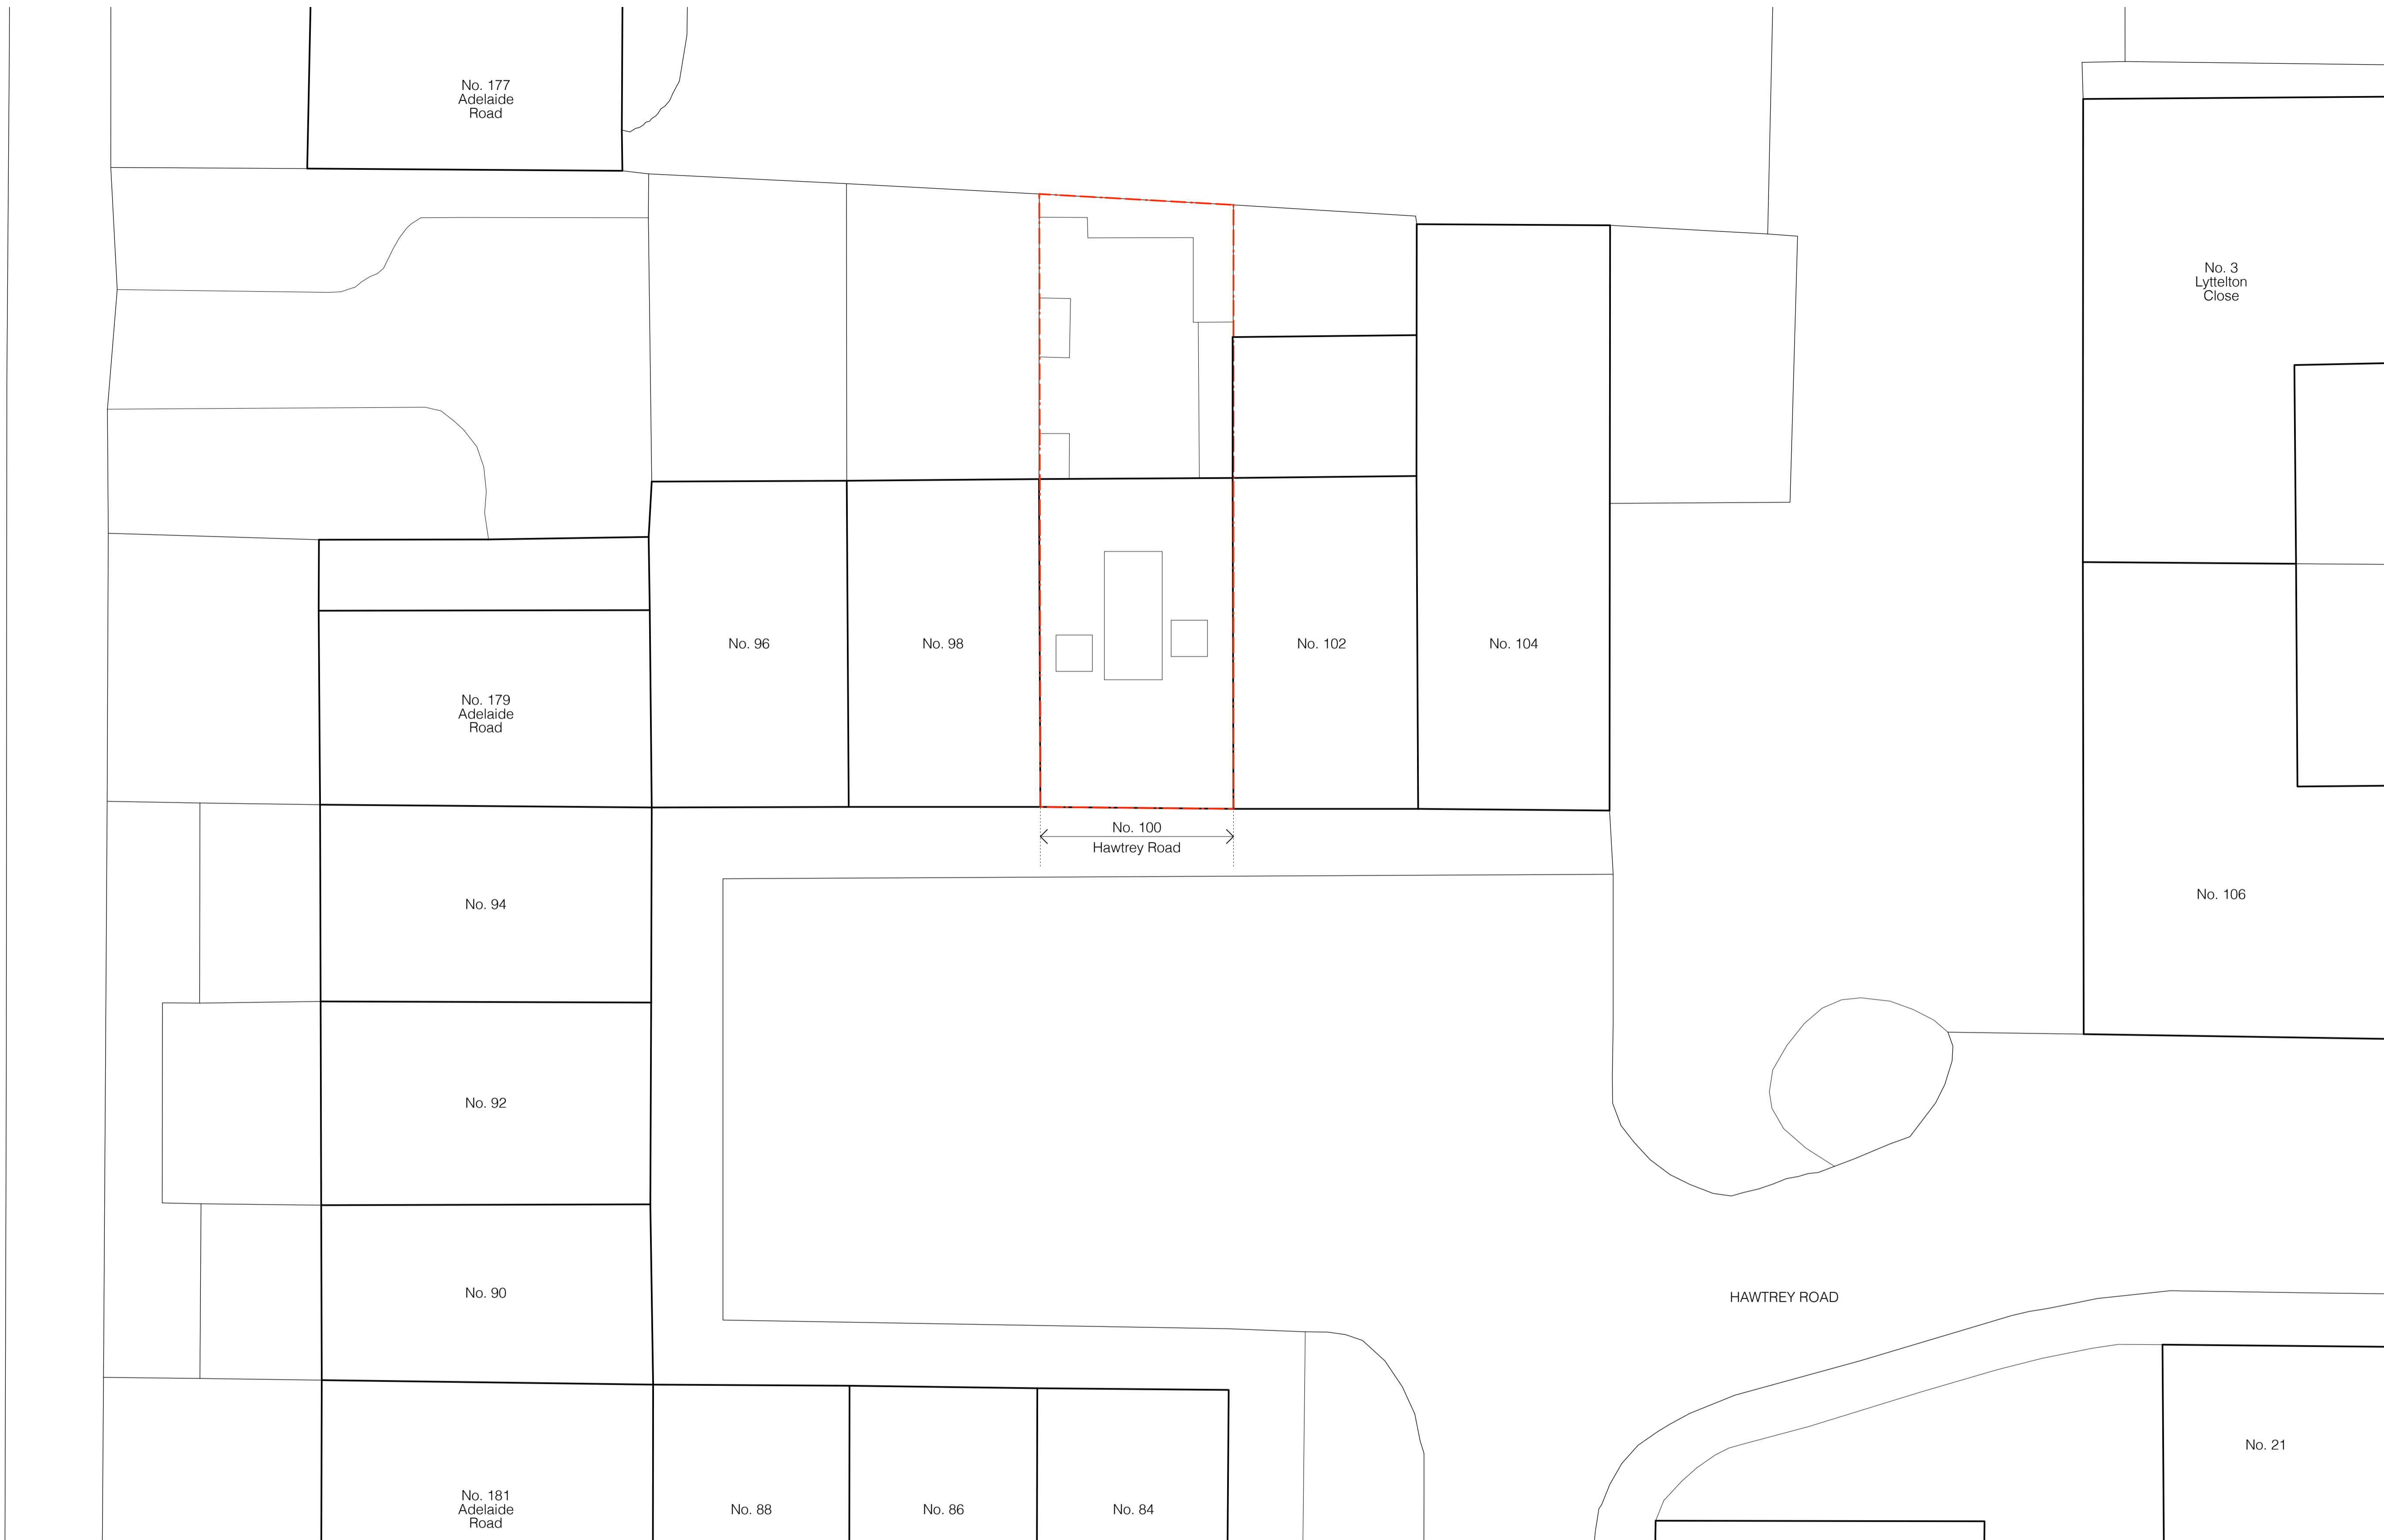 No. 177
Adelaide
Road
No. 3
Lyttelton
Close
No. 96
No. 98
No. 102
No. 104
No. 179
Adelaide
Road
No. 100
Hawtrey Road
No. 106
No. 94
No. 92
No. 90
HAWTREY ROAD
No. 21
No. 181
Adelaide
Road
No. 88
No. 86
No. 84